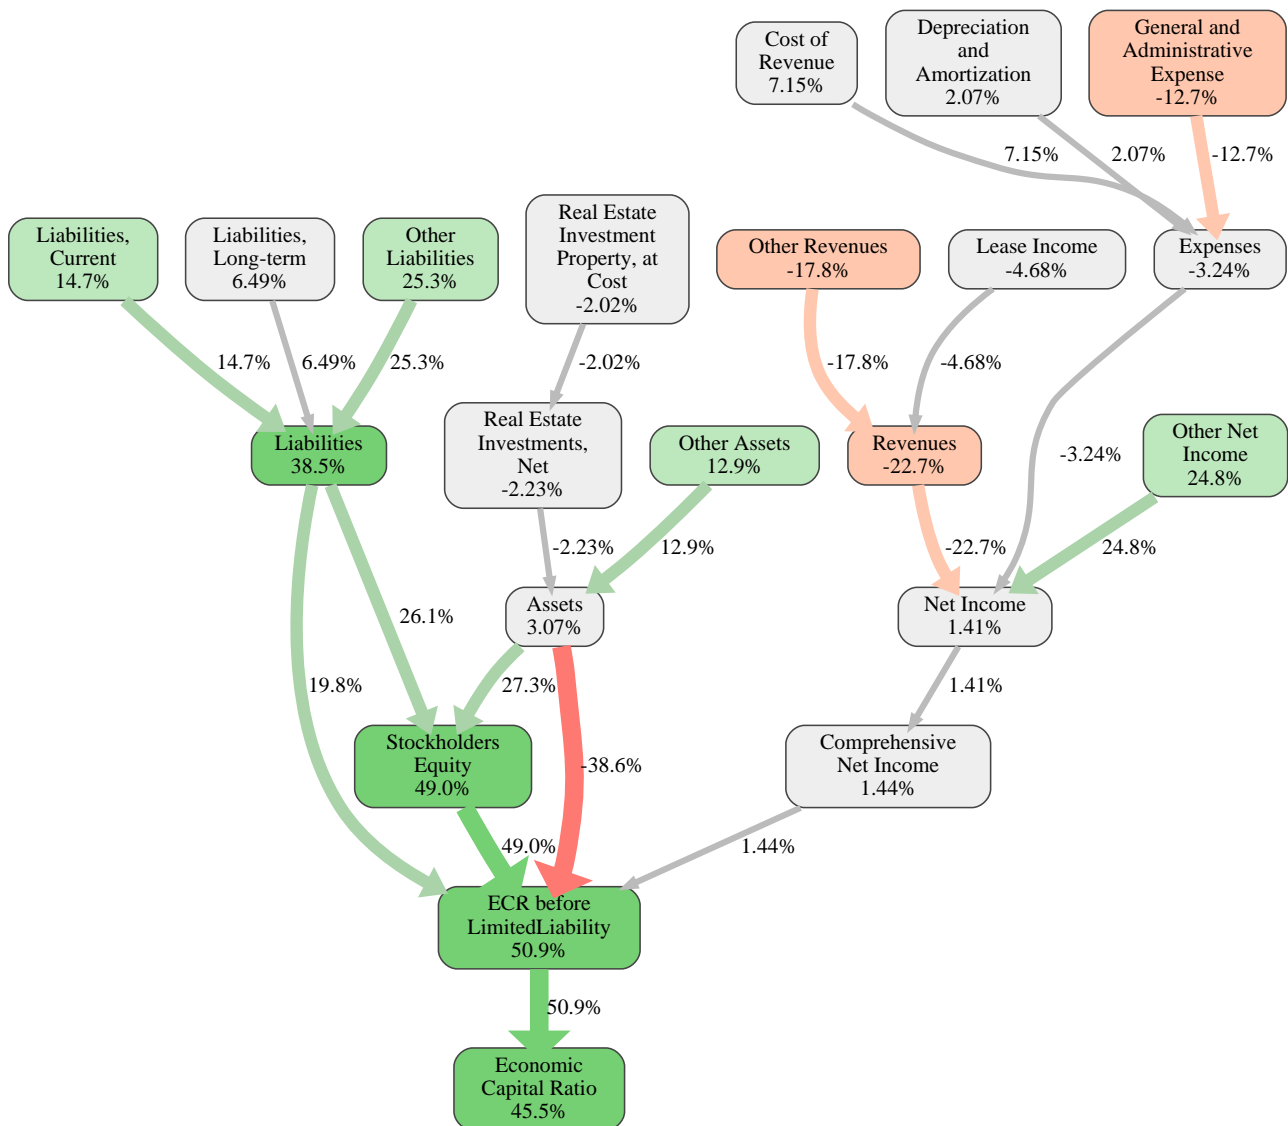 Cost of
Revenue
7.15%
Depreciation
and
Amortization
2.07%
General and
Administrative
Expense
-12.7%
7.15%
2.07%
-12.7%
Liabilities,
Current
14.7%
Liabilities,
Long-term
6.49%
Other
Liabilities
25.3%
Real Estate
Investment
Property, at
Cost
-2.02%
Other Revenues
-17.8%
Lease Income
-4.68%
Expenses
-3.24%
14.7%
6.49%
25.3%
-2.02%
-17.8%
-4.68%
-3.24%
Liabilities
38.5%
Real Estate
Investments,
Net
-2.23%
Other Assets
12.9%
Revenues
-22.7%
Other Net
Income
24.8%
-2.23%
12.9%
-22.7%
24.8%
Assets
3.07%
Net Income
1.41%
26.1%
19.8%
27.3%
1.41%
Stockholders
Equity
49.0%
-38.6%
Comprehensive
Net Income
1.44%
49.0%
1.44%
ECR before
LimitedLiability
50.9%
50.9%
Economic
Capital Ratio
45.5%